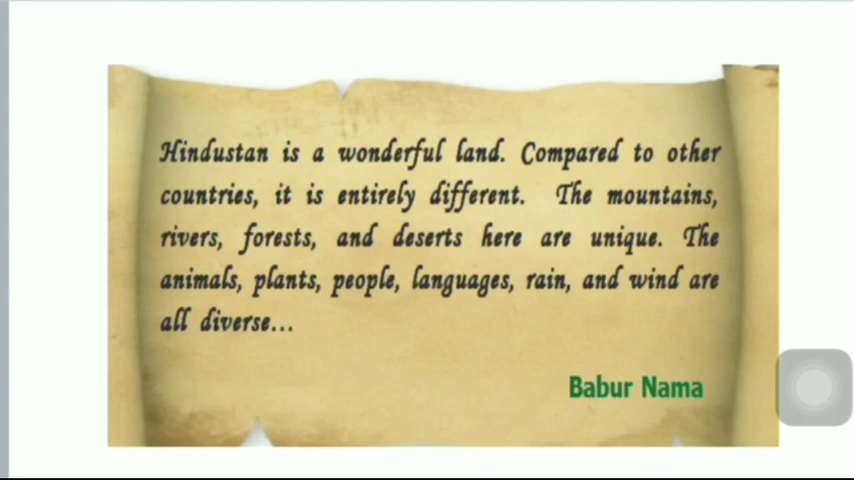 Hindustan is a wonderful land. Compared to other
countries, it is entirely different. The mountains,
rivers, forests, and deserts here are unique. The
animals, plants, people, languages, rain, and wind are
all diverse...
Babur Nama